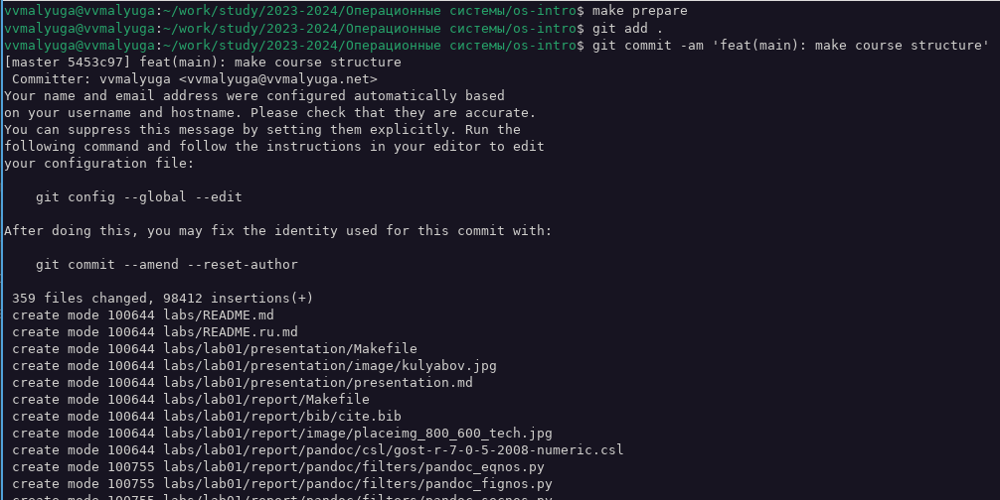 vvmalyuga@vvmalyuga:~/work/study/2023-2024/Операционные системы/os-intro$ make prepare
vvmalyuga@vvmalyuga:~/work/study/2023-2024/Операционные системы/os-intro$ git add .
vvmalyuga@vvmalyuga:~/work/study/2023-2024/Операционные системы/os-intro$ git commit -am 'feat(main): make course structure'
[master 5453c97] feat(main): make course structure
 Committer: vvmalyuga <vvmalyuga@vvmalyuga.net>
Your name and email address were configured automatically based
on your username and hostname. Please check that they are accurate.
You can suppress this message by setting them explicitly. Run the
following command and follow the instructions in your editor to edit
your configuration file:
    git config --global --edit
After doing this, you may fix the identity used for this commit with:
    git commit --amend --reset-author
 359 files changed, 98412 insertions(+)
 create mode 100644 labs/README.md
 create mode 100644 labs/README.ru.md
 create mode 100644 labs/lab01/presentation/Makefile
 create mode 100644 labs/lab01/presentation/image/kulyabov.jpg
 create mode 100644 labs/lab01/presentation/presentation.md
 create mode 100644 labs/lab01/report/Makefile
 create mode 100644 labs/lab01/report/bib/cite.bib
 create mode 100644 labs/lab01/report/image/placeimg_800_600_tech.jpg
 create mode 100644 labs/lab01/report/pandoc/csl/gost-r-7-0-5-2008-numeric.csl
 create mode 100755 labs/lab01/report/pandoc/filters/pandoc_eqnos.py
 create mode 100755 labs/lab01/report/pandoc/filters/pandoc_fignos.py